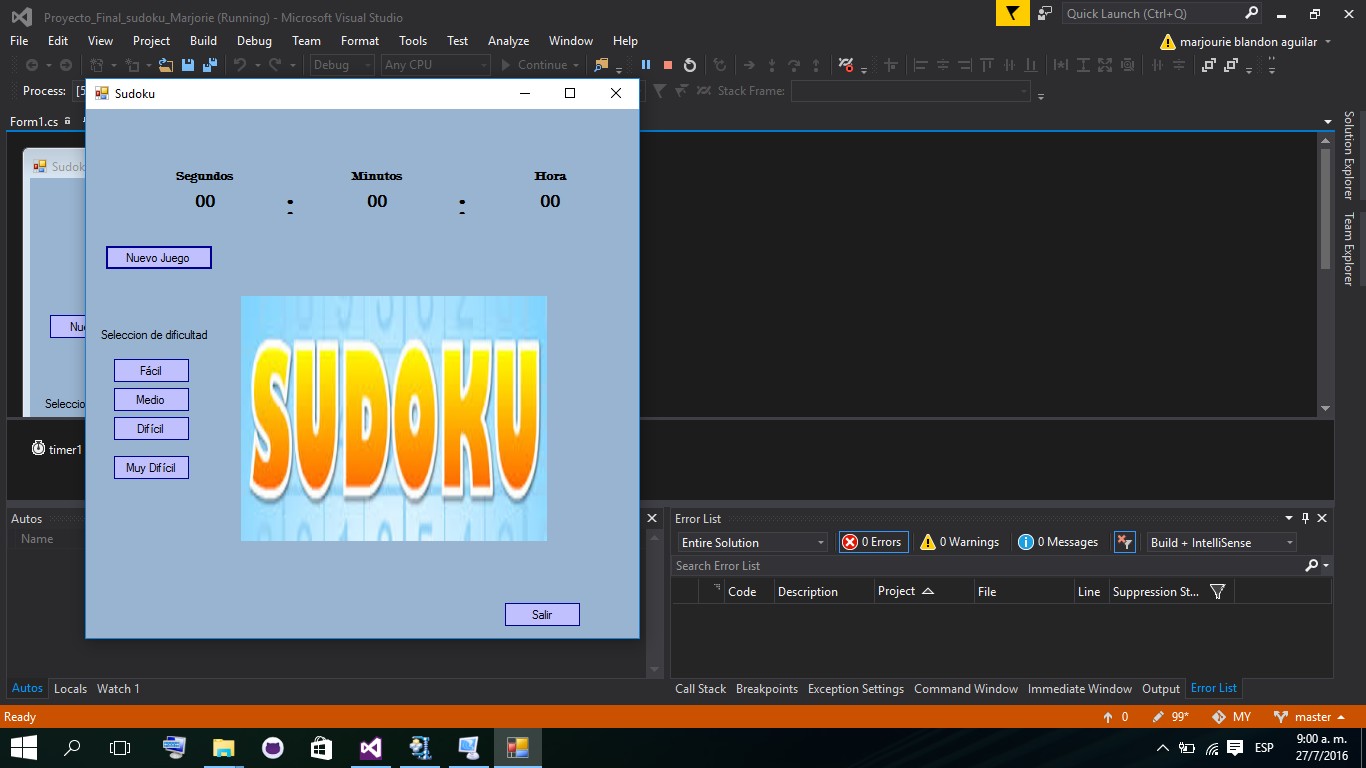 Proyecto_Final_sudoku_Marjorie (Running) - Microsoft Visual Studio
Quick Launch (Ctrl+Q)
File Edit View Project Build Debug Team Format Tools Test Analyze Window Help
marjourie blandon aguilar
Debug Any CPU Continue
Process: [5
Stack Frame:
Form1.cs
Solution Explorer
Team Explorer
Sudok
Nu
Seleccio
timer1
Sudoku
Segundos Minutos Hora
00 : 00 : 00
Nuevo Juego
Seleccion de dificultad
Fácil
Medio
Difícil
Muy Difícil
SUDOKU
Salir
Autos
Name
Autos Locals Watch 1
Error List
Entire Solution 0 Errors 0 Warnings 0 Messages Build + IntelliSense
Search Error List
Code Description Project File Line Suppression St...
Call Stack Breakpoints Exception Settings Command Window Immediate Window Output Error List
Ready
0 99* MY master
ESP
9:00 a. m.
27/7/2016